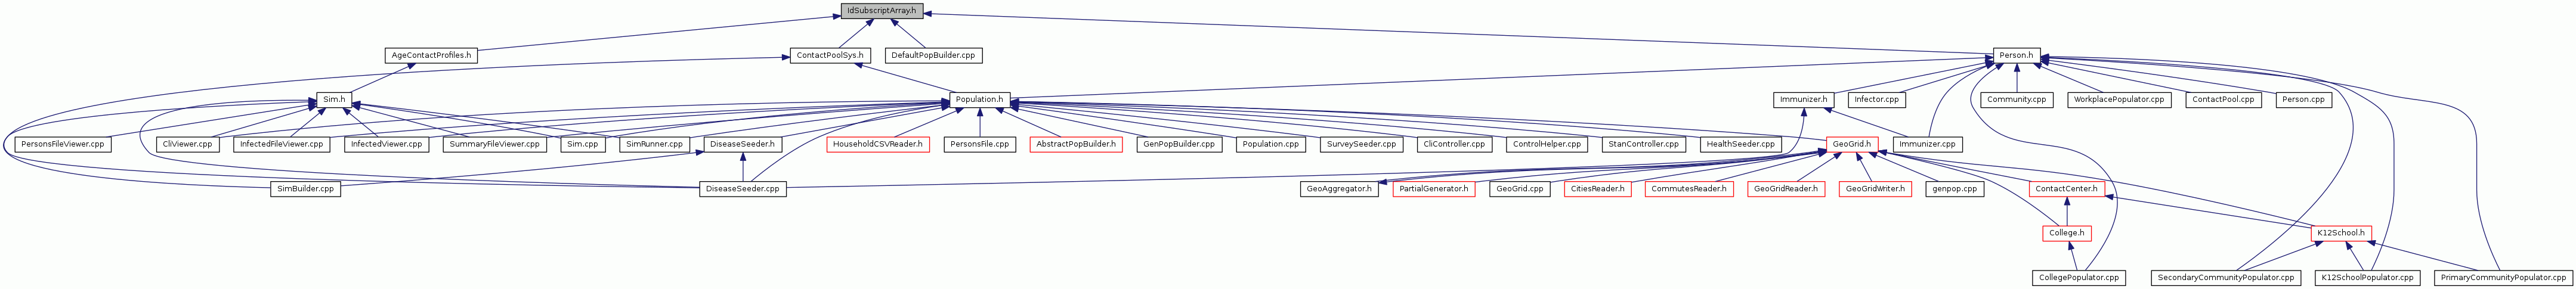 IdSubscriptArray.h
AgeContactProfiles.h
ContactPoolSys.h
DefaultPopBuilder.cpp
Person.h
Sim.h
Population.h
Immunizer.h
Infector.cpp
Community.cpp
WorkplacePopulator.cpp
ContactPool.cpp
Person.cpp
PersonsFileViewer.cpp
CliViewer.cpp
InfectedFileViewer.cpp
InfectedViewer.cpp
SummaryFileViewer.cpp
Sim.cpp
SimRunner.cpp
DiseaseSeeder.h
HouseholdCSVReader.h
PersonsFile.cpp
AbstractPopBuilder.h
GenPopBuilder.cpp
Population.cpp
SurveySeeder.cpp
CliController.cpp
ControlHelper.cpp
StanController.cpp
HealthSeeder.cpp
GeoGrid.h
Immunizer.cpp
SimBuilder.cpp
DiseaseSeeder.cpp
GeoAggregator.h
PartialGenerator.h
GeoGrid.cpp
CitiesReader.h
CommutesReader.h
GeoGridReader.h
GeoGridWriter.h
genpop.cpp
ContactCenter.h
College.h
K12School.h
CollegePopulator.cpp
SecondaryCommunityPopulator.cpp
K12SchoolPopulator.cpp
PrimaryCommunityPopulator.cpp